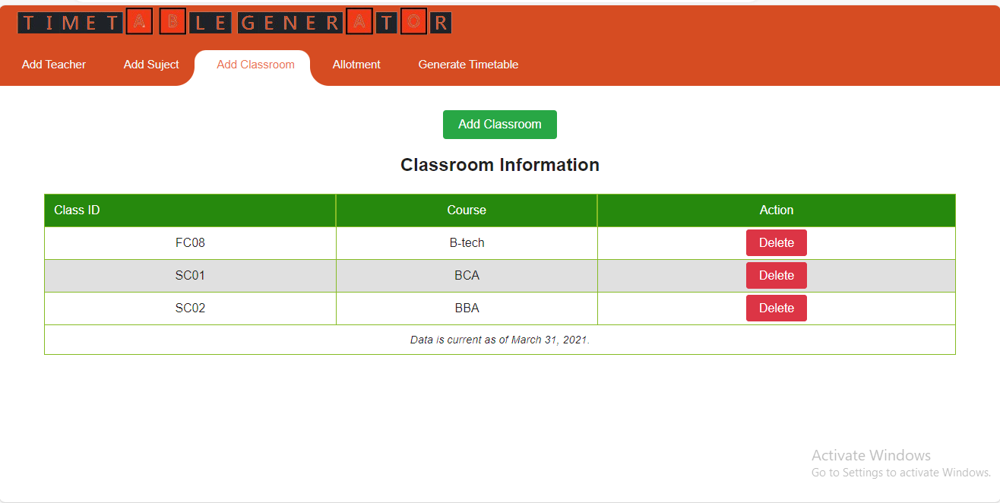 TIMETABLEGENERATOR
Add Teacher Add Suject Add Classroom Allotment Generate Timetable
Add Classroom
Classroom Information
Class ID Course Action
FC08 B-tech Delete
SC01 BCA Delete
SC02 BBA Delete
Data is current as of March 31, 2021.
Activate Windows
Go to Settings to activate Windows.